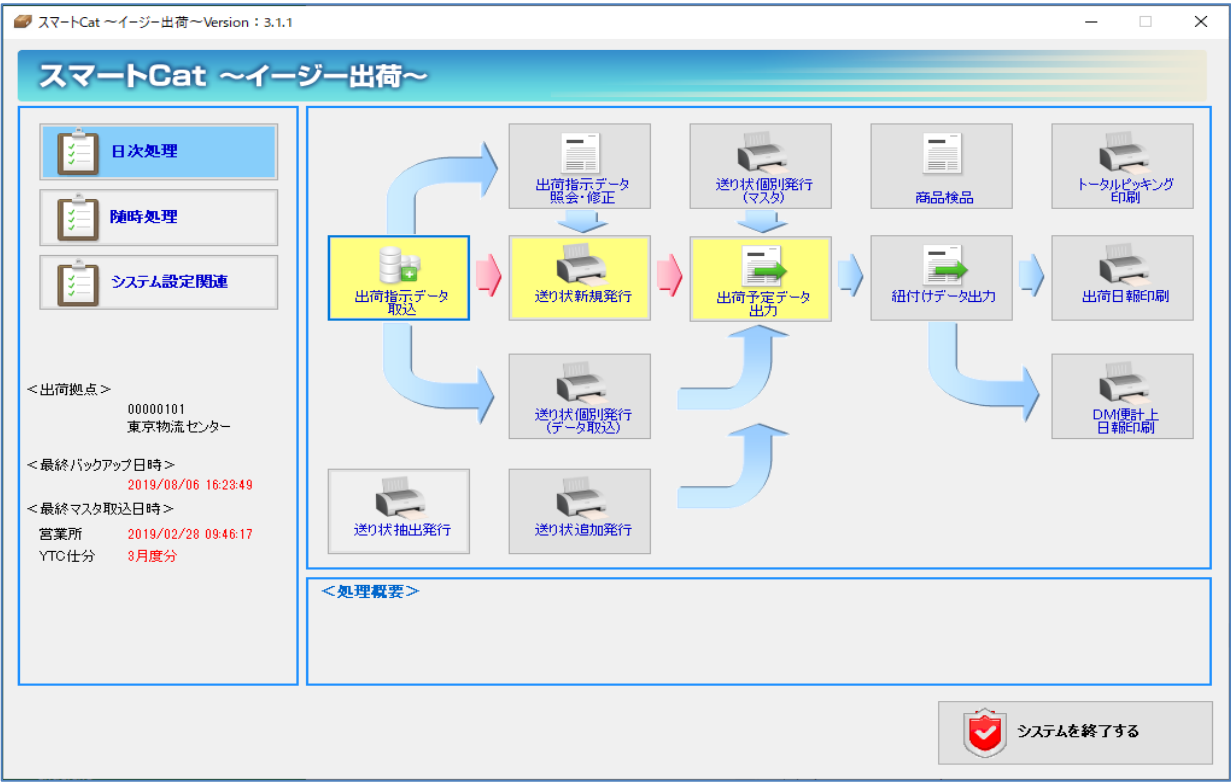 スマートCat ～イージー出荷～Version：3.1.1
スマートCat ～イージー出荷～
日次処理
随時処理
システム設定関連
＜出荷拠点＞
00000101
東京物流センター
＜最終バックアップ日時＞
2019/08/06 16:23:49
＜最終マスタ取込日時＞
営業所 2019/02/28 09:46:17
YTC仕分 3月度分
出荷指示データ
照会・修正
送り状個別発行
(マスタ)
商品検品
トータルピッキング
印刷
出荷指示データ
取込
送り状新規発行
出荷予定データ
出力
紐付けデータ出力
出荷日報印刷
送り状個別発行
(データ取込)
DM便計上
日報印刷
送り状抽出発行
送り状追加発行
＜処理概要＞
システムを終了する